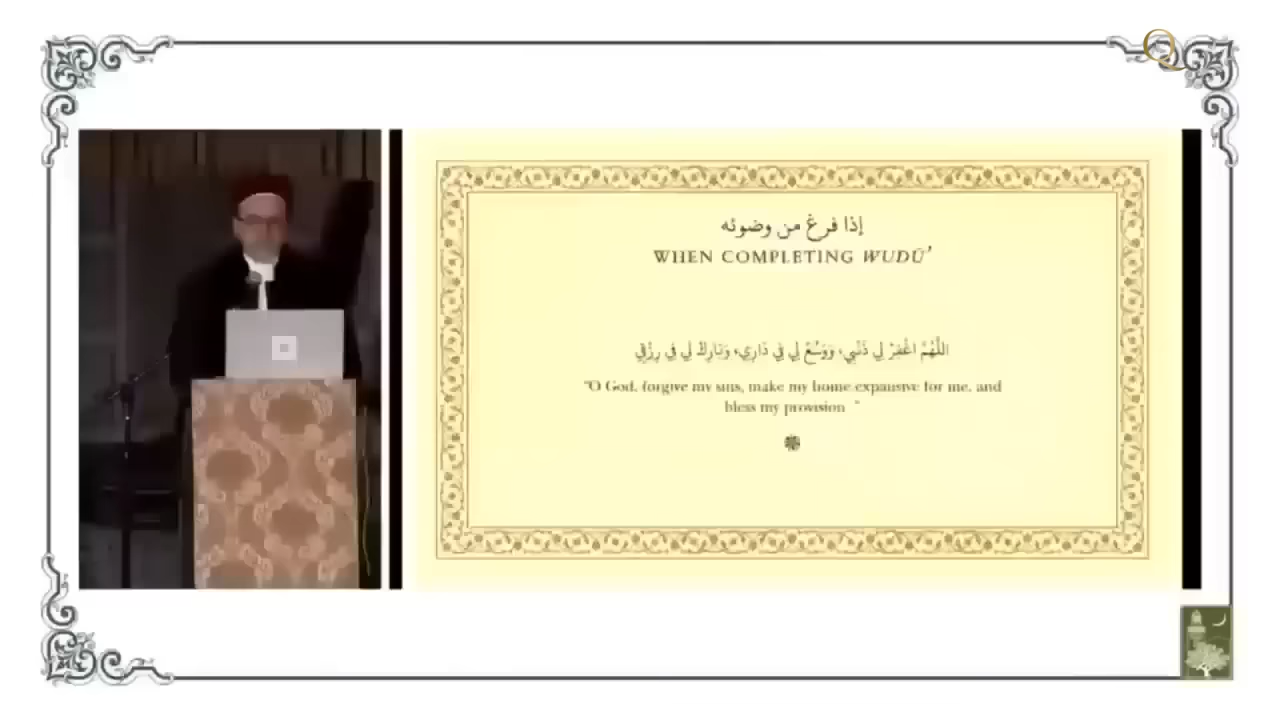 Q
إذا فرغ من وضوئه
WHEN COMPLETING WUDŪ’
اللَّهُمَّ اغْفِرْ لِي ذَنْبِي، وَوَسِّعْ لِي فِي دَارِي، وَبَارِكْ لِي فِي رِزْقِي
"O God, forgive my sins, make my home expansive for me, and
bless my provision."